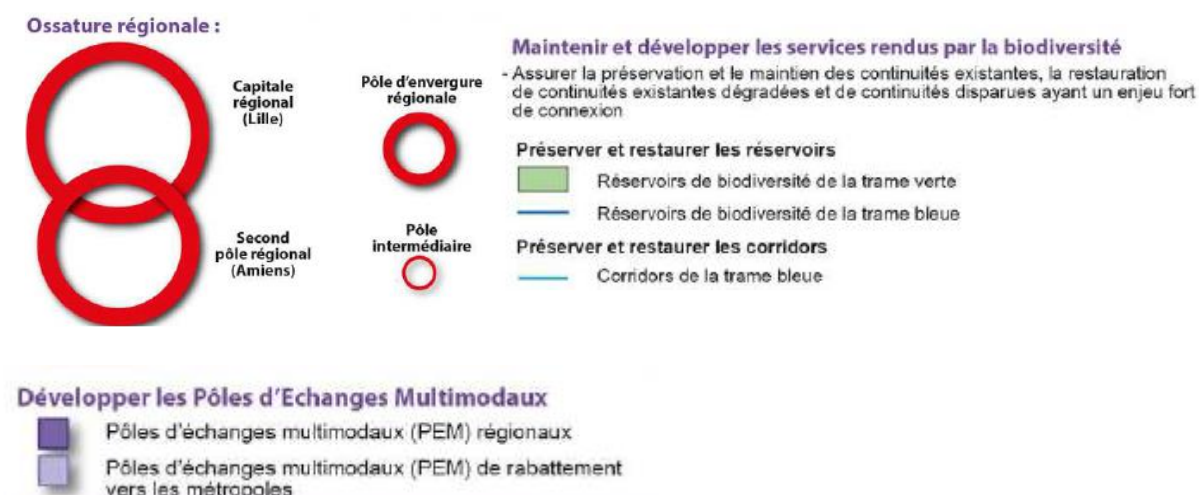 Ossature régionale :
Capitale
régional
(Lille)
Second
pôle régional
(Amiens)
Pôle d'envergure
régionale
Pôle
intermédiaire
Maintenir et développer les services rendus par la biodiversité
- Assurer la préservation et le maintien des continuités existantes, la restauration
de continuités existantes dégradées et de continuités disparues ayant un enjeu fort
de connexion
Préserver et restaurer les réservoirs
Réservoirs de biodiversité de la trame verte
Réservoirs de biodiversité de la trame bleue
Préserver et restaurer les corridors
Corridors de la trame bleue
Développer les Pôles d'Echanges Multimodaux
Pôles d'échanges multimodaux (PEM) régionaux
Pôles d'échanges multimodaux (PEM) de rabattement
vers les métropoles